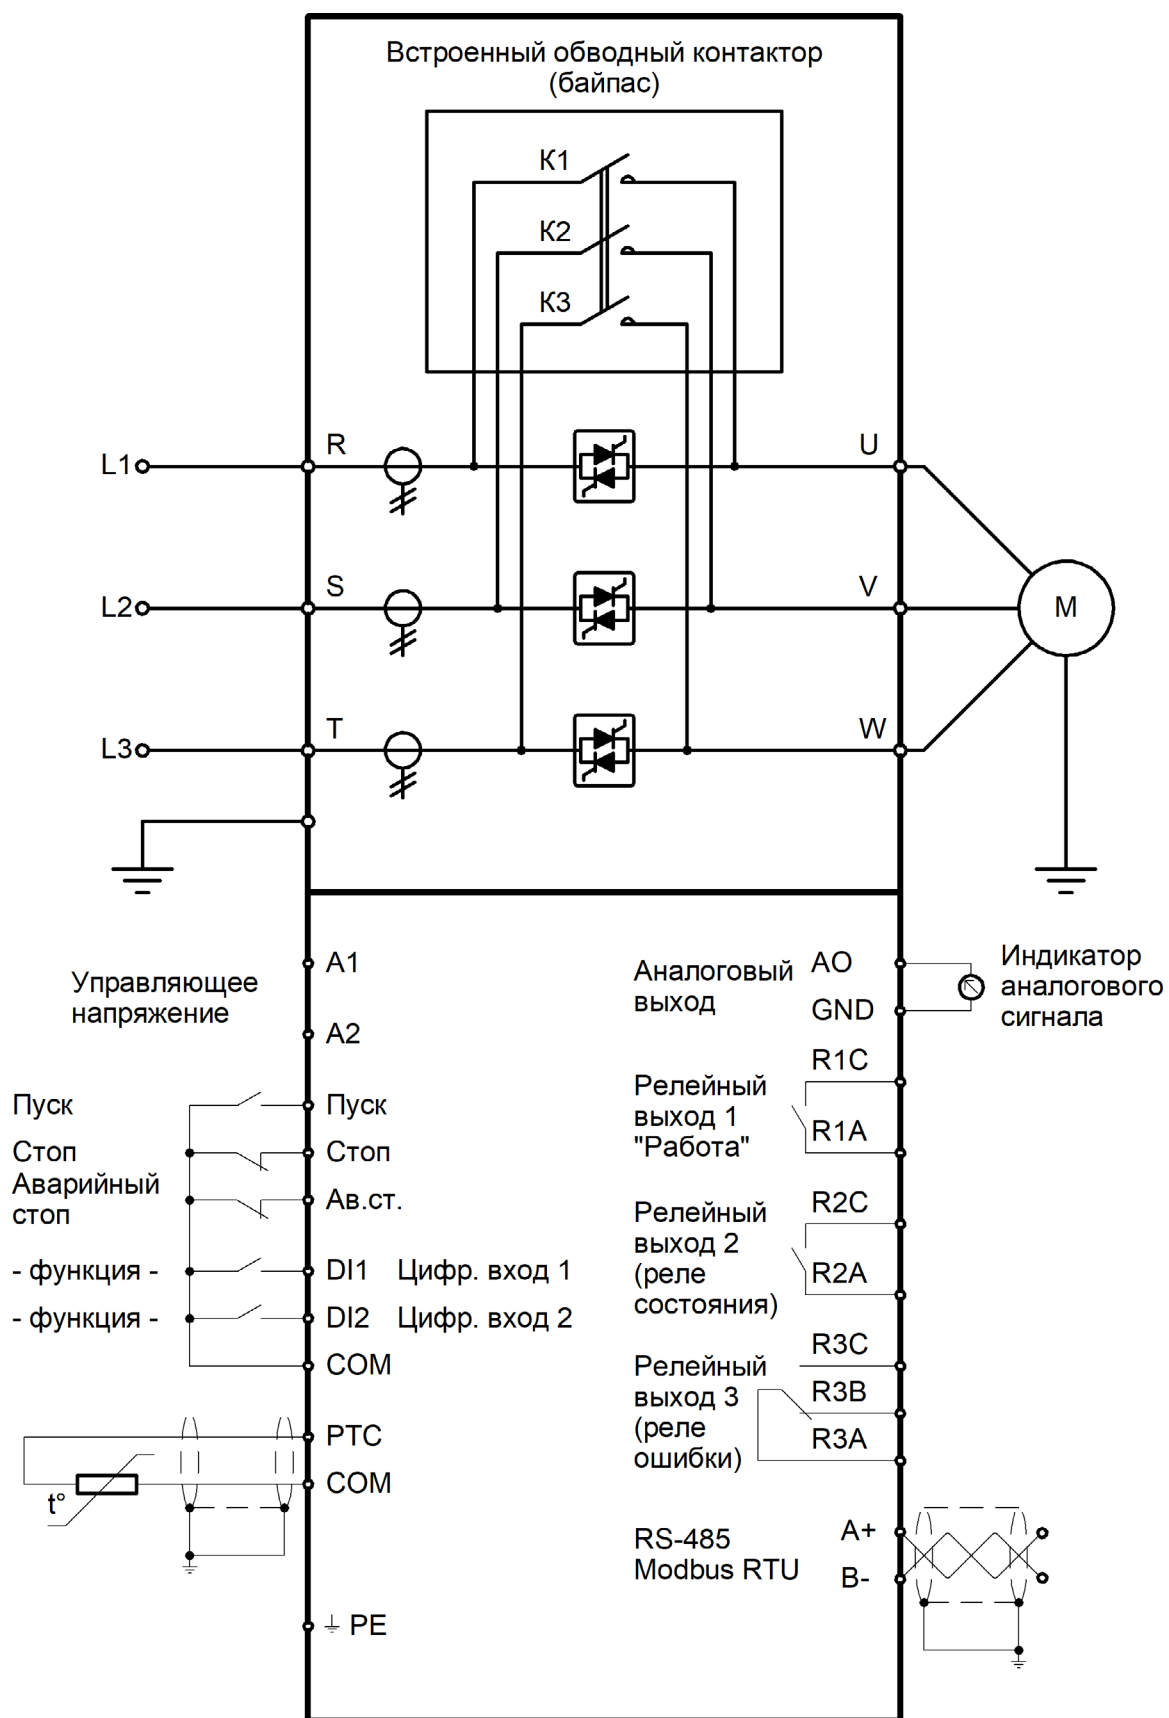 Встроенный обводный контактор
(байпас)
К1
К2
К3
R
U
L1
S
V
L2
M
T
W
L3
A1
Управляющее
напряжение
A2
Аналоговый
выход
AO
GND
Индикатор
аналогового
сигнала
Пуск
Пуск
Стоп
Стоп
Аварийный
стоп
Ав.ст.
- функция -
DI1
Цифр. вход 1
- функция -
DI2
Цифр. вход 2
COM
PTC
COM
t°
PE
R1C
Релейный
выход 1
"Работа"
R1A
R2C
Релейный
выход 2
(реле
состояния)
R2A
R3C
Релейный
выход 3
(реле
ошибки)
R3B
R3A
RS-485
Modbus RTU
A+
B-